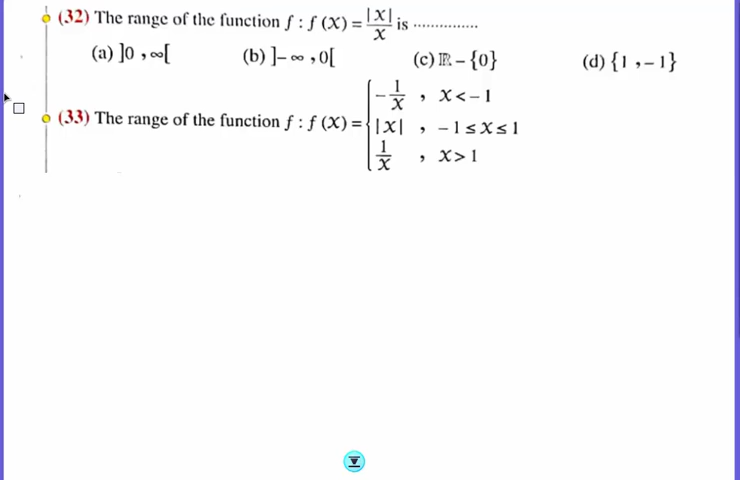 (32) The range of the function f : f (X) = |X|/X is ...............
(a) ]0 , ∞[ (b) ]– ∞ , 0[ (c) ℝ – {0} (d) {1 , – 1}
(33) The range of the function f : f (X) = { – 1/X , X < – 1
|X| , – 1 ≤ X ≤ 1
1/X , X > 1